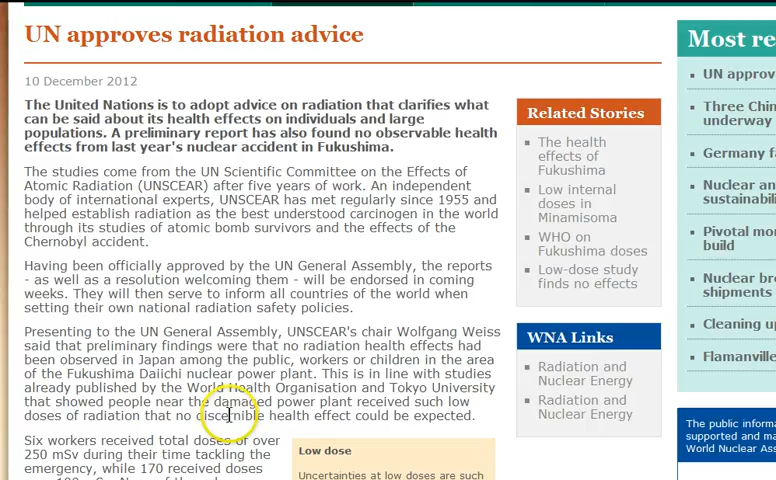 UN approves radiation advice
10 December 2012
The United Nations is to adopt advice on radiation that clarifies what
can be said about its health effects on individuals and large
populations. A preliminary report has also found no observable health
effects from last year's nuclear accident in Fukushima.
The studies come from the UN Scientific Committee on the Effects of
Atomic Radiation (UNSCEAR) after five years of work. An independent
body of international experts, UNSCEAR has met regularly since 1955 and
helped establish radiation as the best understood carcinogen in the world
through its studies of atomic bomb survivors and the effects of the
Chernobyl accident.
Having been officially approved by the UN General Assembly, the reports
- as well as a resolution welcoming them - will be endorsed in coming
weeks. They will then serve to inform all countries of the world when
setting their own national radiation safety policies.
Presenting to the UN General Assembly, UNSCEAR's chair Wolfgang Weiss
said that preliminary findings were that no radiation health effects had
been observed in Japan among the public, workers or children in the area
of the Fukushima Daiichi nuclear power plant. This is in line with studies
already published by the World Health Organisation and Tokyo University
that showed people near the damaged power plant received such low
doses of radiation that no discernible health effect could be expected.
Six workers received total doses of over
250 mSv during their time tackling the
emergency, while 170 received doses
Low dose
Uncertainties at low doses are such
Related Stories
The health
effects of
Fukushima
Low internal
doses in
Minamisoma
WHO on
Fukushima doses
Low-dose study
finds no effects
WNA Links
Radiation and
Nuclear Energy
Radiation and
Nuclear Energy
Most re
UN approv
Three Chin
underway
Germany fa
Nuclear an
sustainabili
Pivotal mo
build
Nuclear br
shipments
Cleaning up
Flamanville
The public informa
supported and ma
World Nuclear Ass